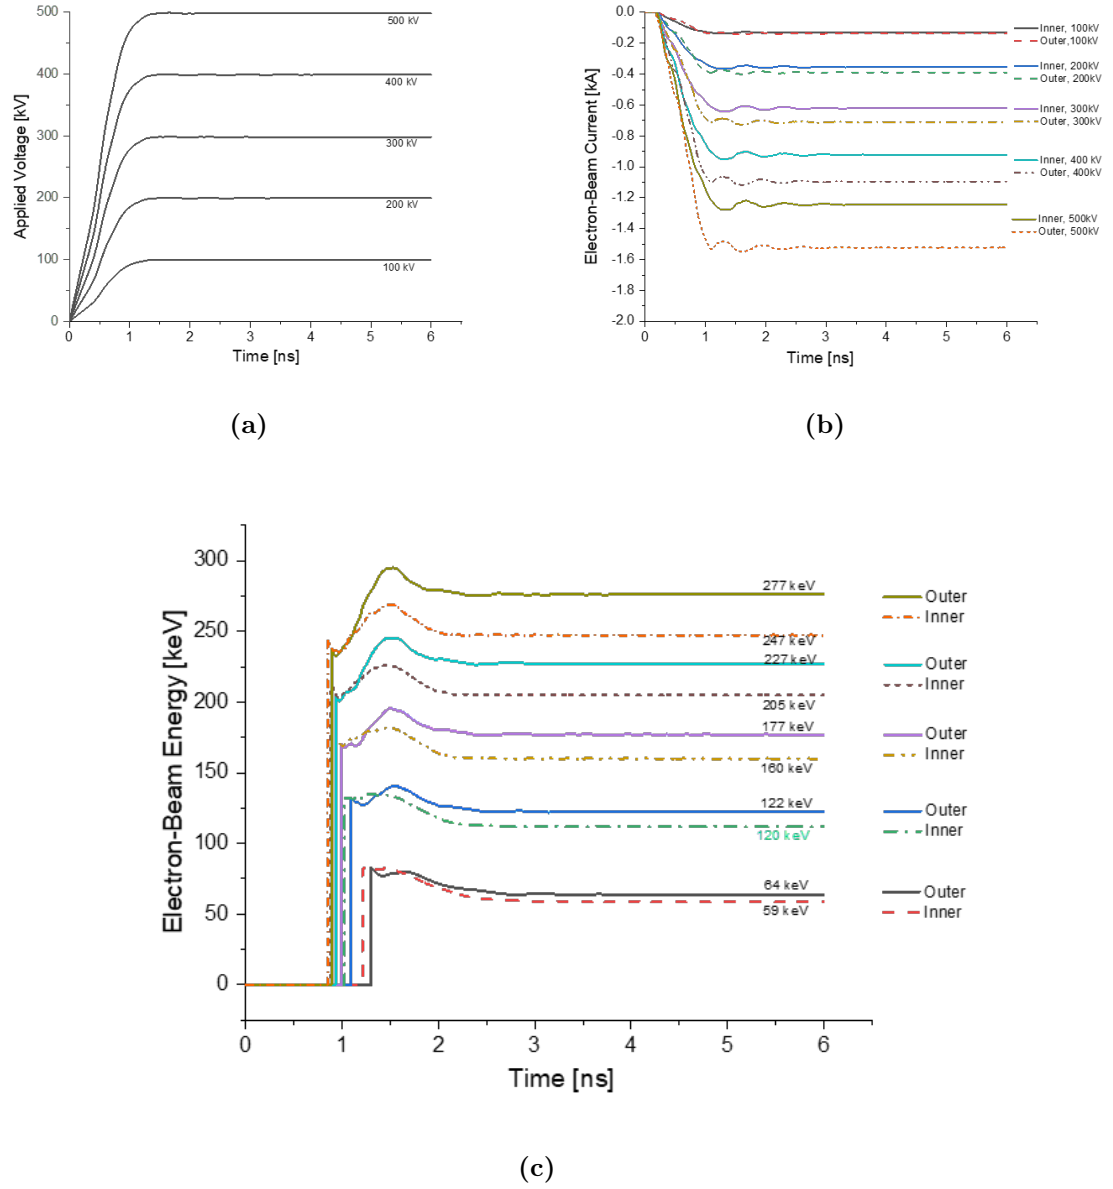 500
400
300
200
100
0
Applied Voltage [kV]
500 kV
400 kV
300 kV
200 kV
100 kV
0
1
2
3
4
5
6
Time [ns]
(a)
0.0
-0.2
-0.4
-0.6
-0.8
-1.0
-1.2
-1.4
-1.6
-1.8
-2.0
Electron-Beam Current [kA]
Inner, 100kV
Outer,100kV
Inner, 200kV
Outer, 200kV
Inner, 300kV
Outer, 300kV
Inner, 400 kV
Outer, 400kV
Inner, 500kV
Outer, 500kV
0
1
2
3
4
5
6
Time [ns]
(b)
300
250
200
150
100
50
0
Electron-Beam Energy [keV]
277 keV
247 keV
227 keV
205 keV
177 keV
160 keV
122 keV
120 keV
64 keV
59 keV
Outer
Inner
Outer
Inner
Outer
Inner
Outer
Inner
Outer
Inner
0
1
2
3
4
5
6
Time [ns]
(c)